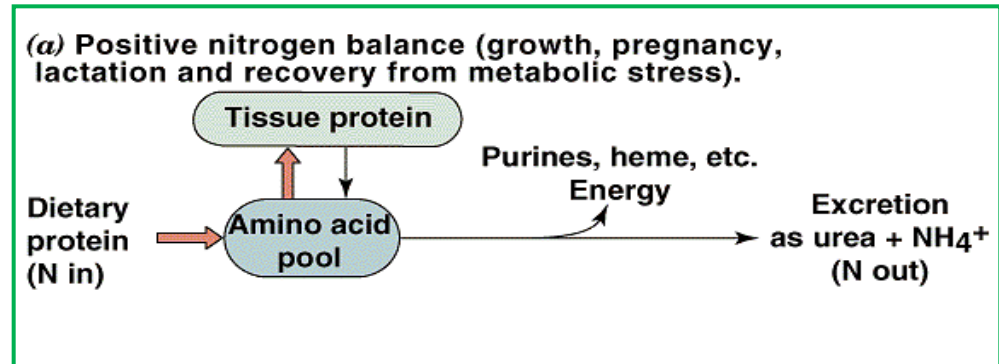 (a) Positive nitrogen balance (growth, pregnancy,
lactation and recovery from metabolic stress).
Tissue protein
Purines, heme, etc.
Energy
Dietary
protein
(N in)
Amino acid
pool
Excretion
as urea + NH4+
(N out)